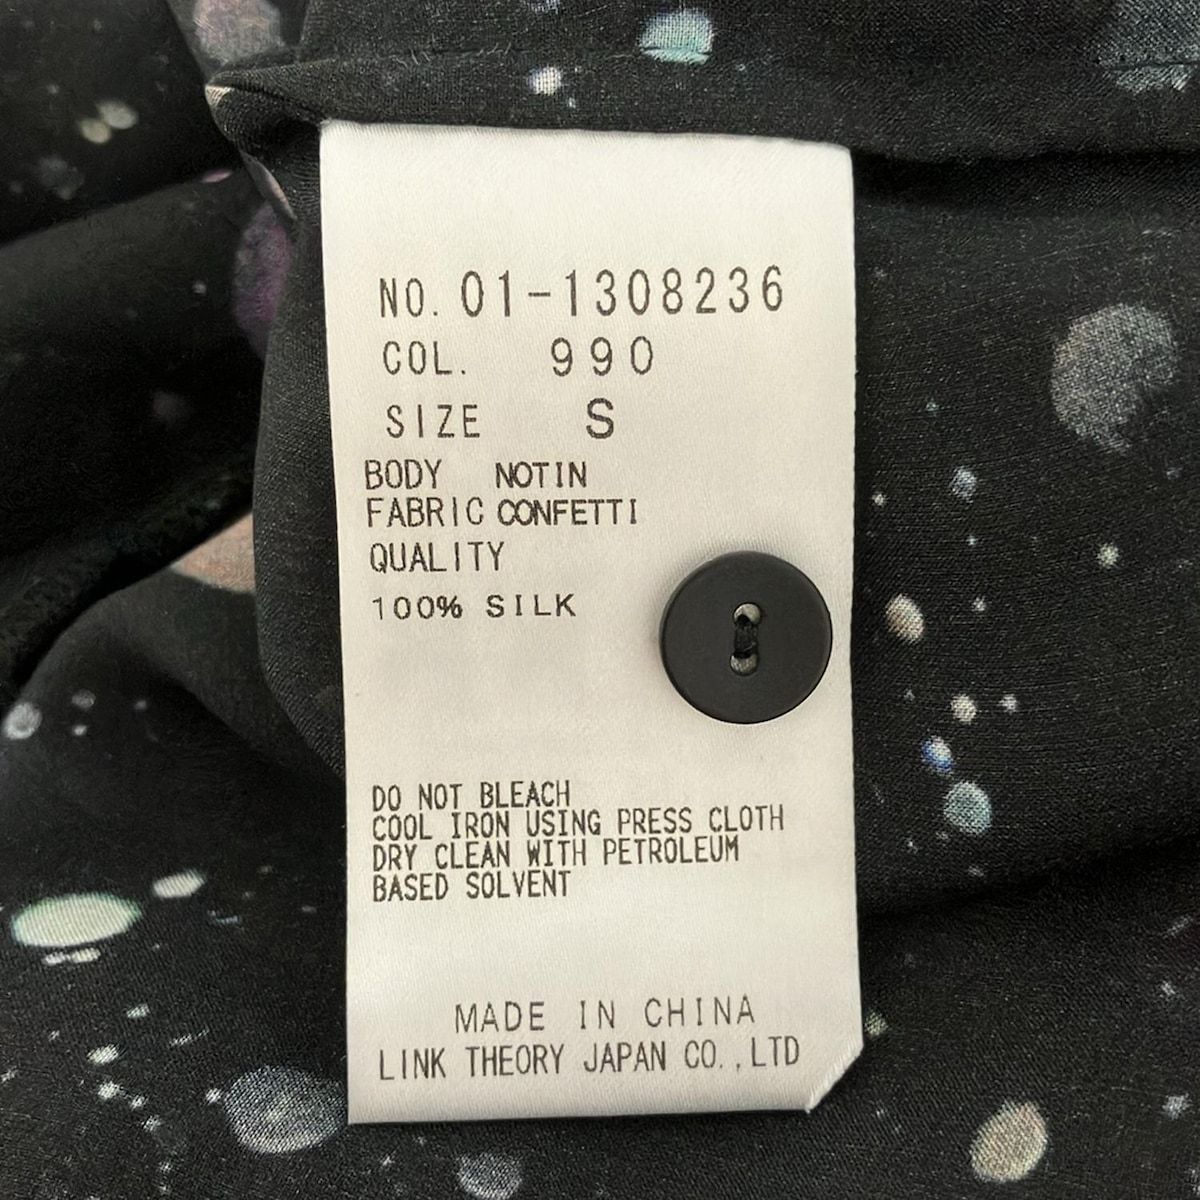 NO. 01-1308236
COL. 990
SIZE S
BODY NOTIN
FABRIC CONFETTI
QUALITY
100% SILK
DO NOT BLEACH
COOL IRON USING PRESS CLOTH
DRY CLEAN WITH PETROLEUM
BASED SOLVENT
MADE IN CHINA
LINK THEORY JAPAN CO.,LTD